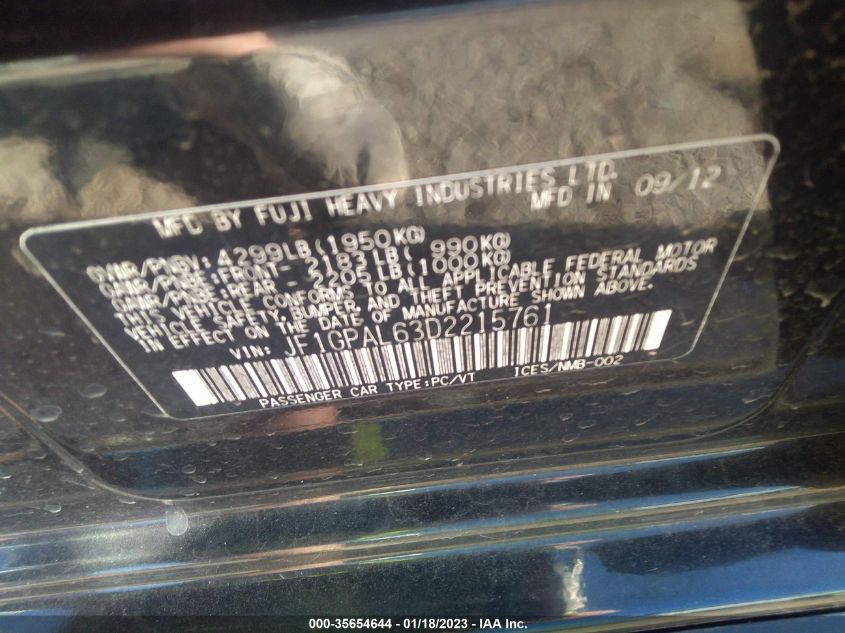 MFD BY FUJI HEAVY INDUSTRIES LTD.
MFD IN 09/12
GVWR/PNBV: 4299LB(1950KG)
GAWR/PNBE: FRONT- 2183LB( 990KG)
GAWR/PNBE: REAR - 2205LB(1000KG)
THIS VEHICLE CONFORMS TO ALL APPLICABLE FEDERAL MOTOR
VEHICLE SAFETY, BUMPER, AND THEFT PREVENTION STANDARDS
IN EFFECT ON THE DATE OF MANUFACTURE SHOWN ABOVE.
VIN: JF1GPAL63D2215761
PASSENGER CAR TYPE:PC/VT ICES/NMB-002
000-35654644 / 01/18/2023 - IAA Inc.